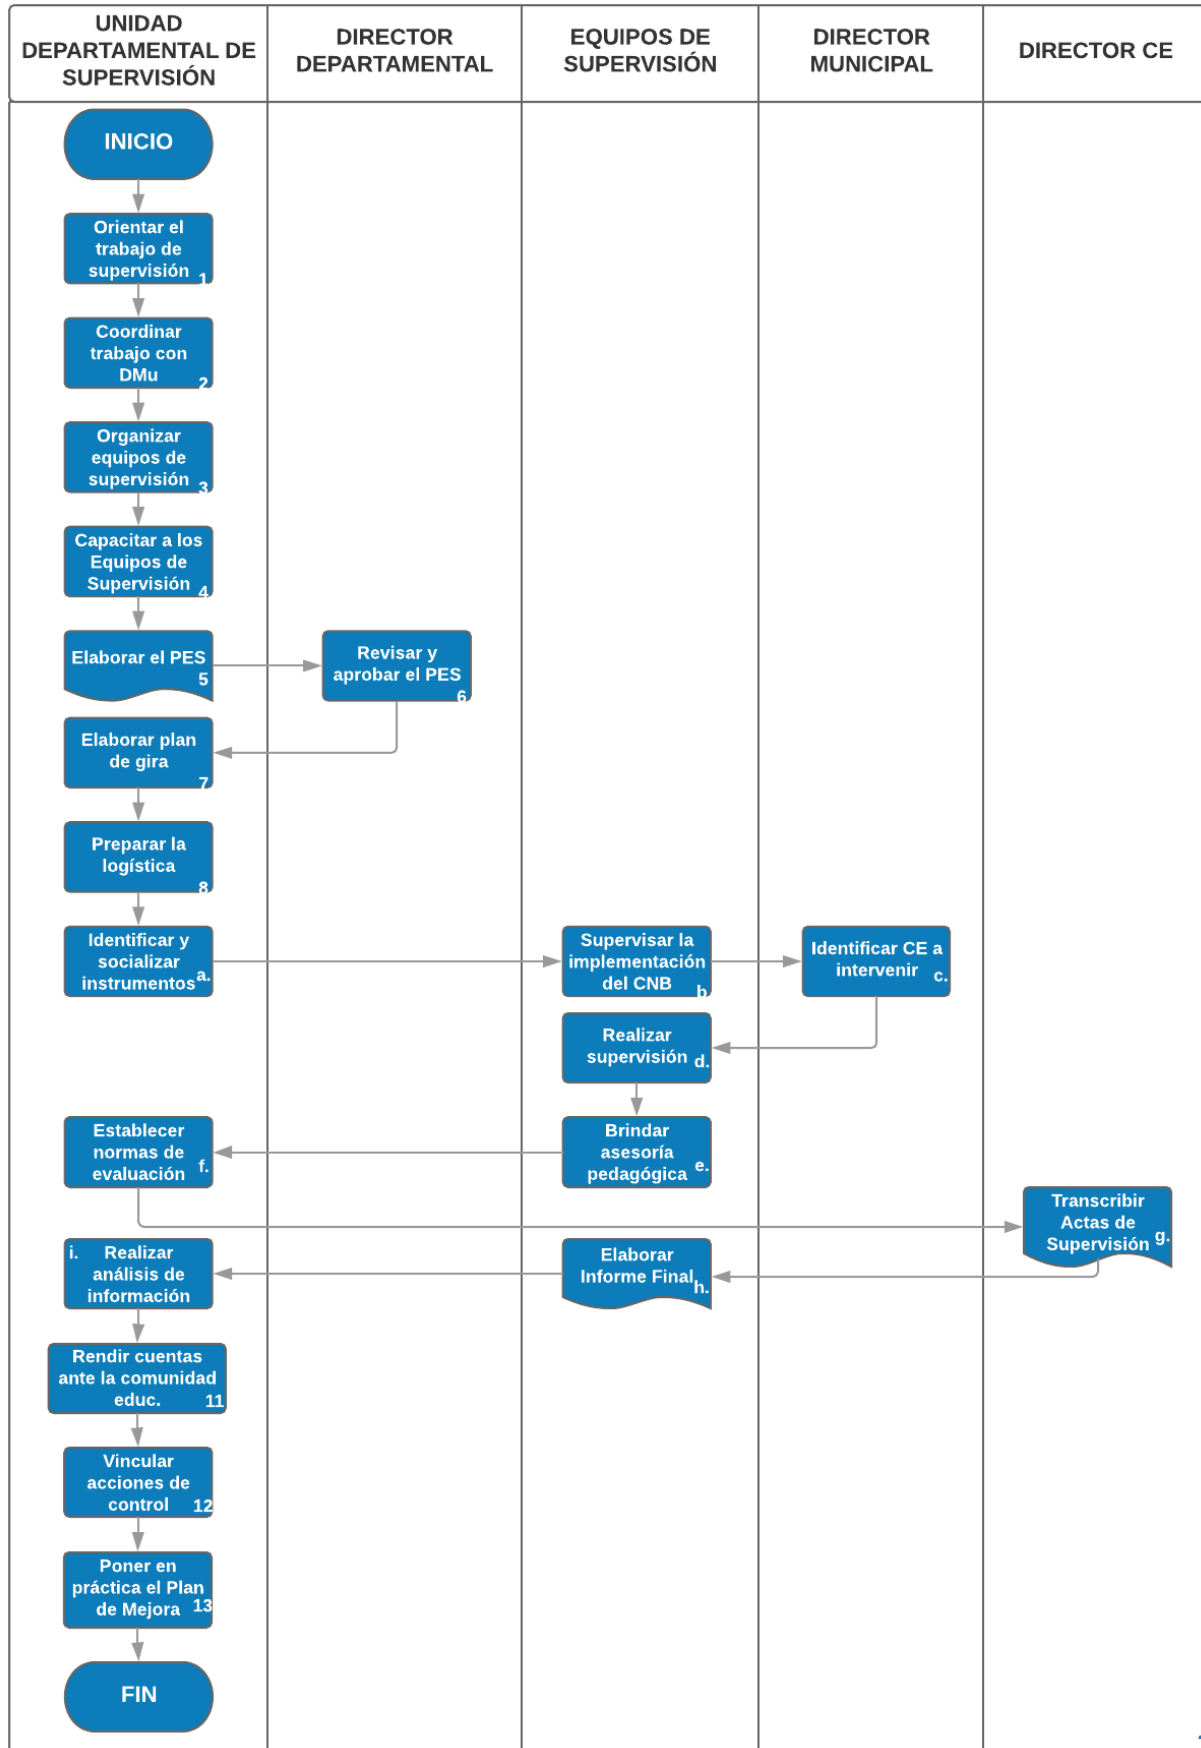 UNIDAD
DEPARTAMENTAL DE
SUPERVISIÓN
DIRECTOR
DEPARTAMENTAL
EQUIPOS DE
SUPERVISIÓN
DIRECTOR
MUNICIPAL
DIRECTOR CE
INICIO
Orientar el
trabajo de
supervisión
1
Coordinar
trabajo con
DMu
2
Organizar
equipos de
supervisión
3
Capacitar a los
Equipos de
Supervisión
4
Elaborar el PES
5
Revisar y
aprobar el PES
6
Elaborar plan
de gira
7
Preparar la
logística
8
Identificar y
socializar
instrumentos
a.
Supervisar la
implementación
del CNB
b.
Identificar CE a
intervenir
c.
Realizar
supervisión
d.
Brindar
asesoría
pedagógica
e.
Establecer
normas de
evaluación
f.
Transcribir
Actas de
Supervisión
g.
Elaborar
Informe Final
h.
i.
Realizar
análisis de
información
Rendir cuentas
ante la comunidad
educ.
11
Vincular
acciones de
control
12
Poner en
práctica el Plan
de Mejora
13
FIN